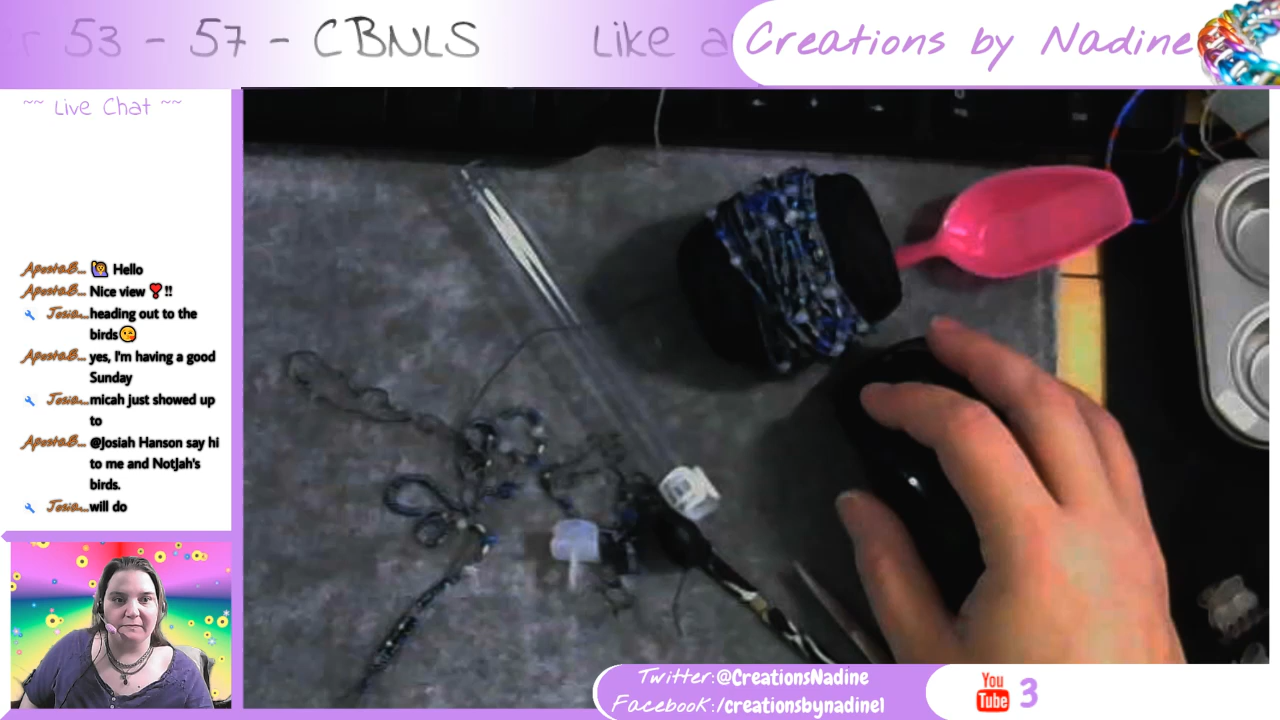 53 - 57 - CBNLS Like a
Creations by Nadine
~~ Live Chat ~~
🙋 Hello
Nice view ❣️!!
heading out to the
birds😘
yes, I'm having a good
Sunday
micah just showed up
to
@Josiah Hanson say hi
to me and NotJah's
birds.
will do
Twitter:@CreationsNadine
Facebook:/creationsbynadine1
You
Tube 3